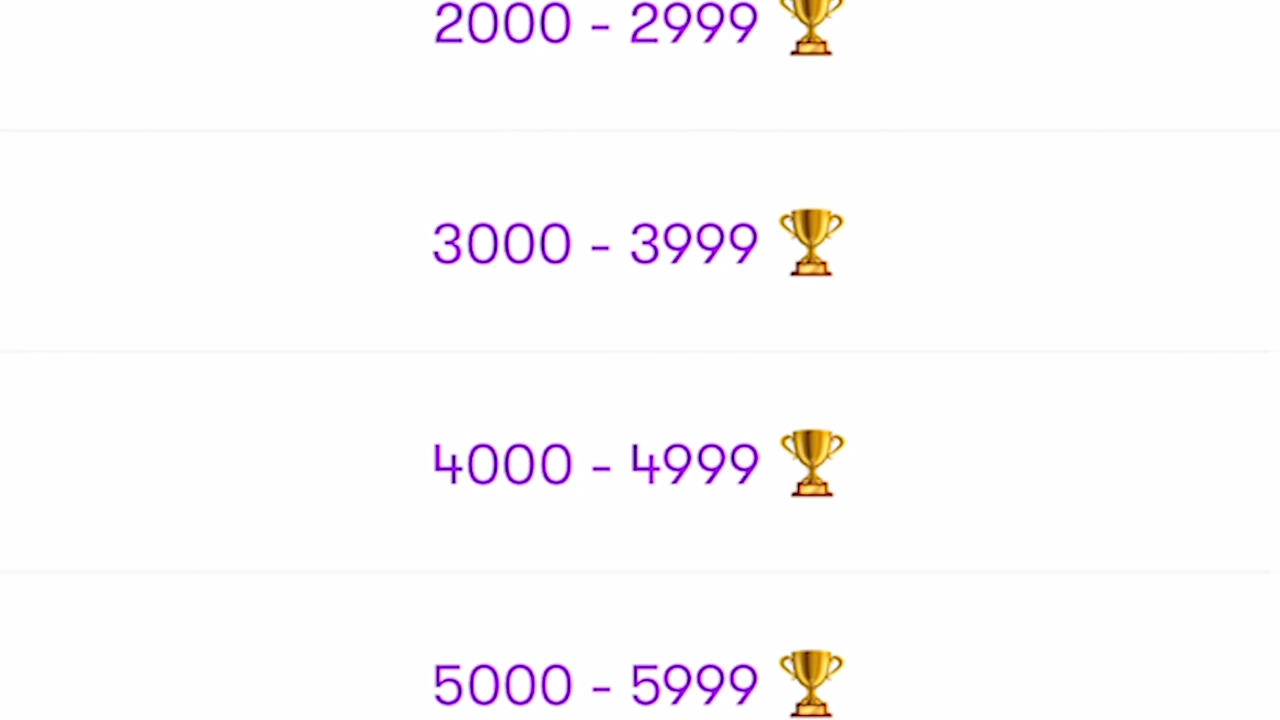 2000 - 2999 🏆
3000 - 3999 🏆
4000 - 4999 🏆
5000 - 5999 🏆